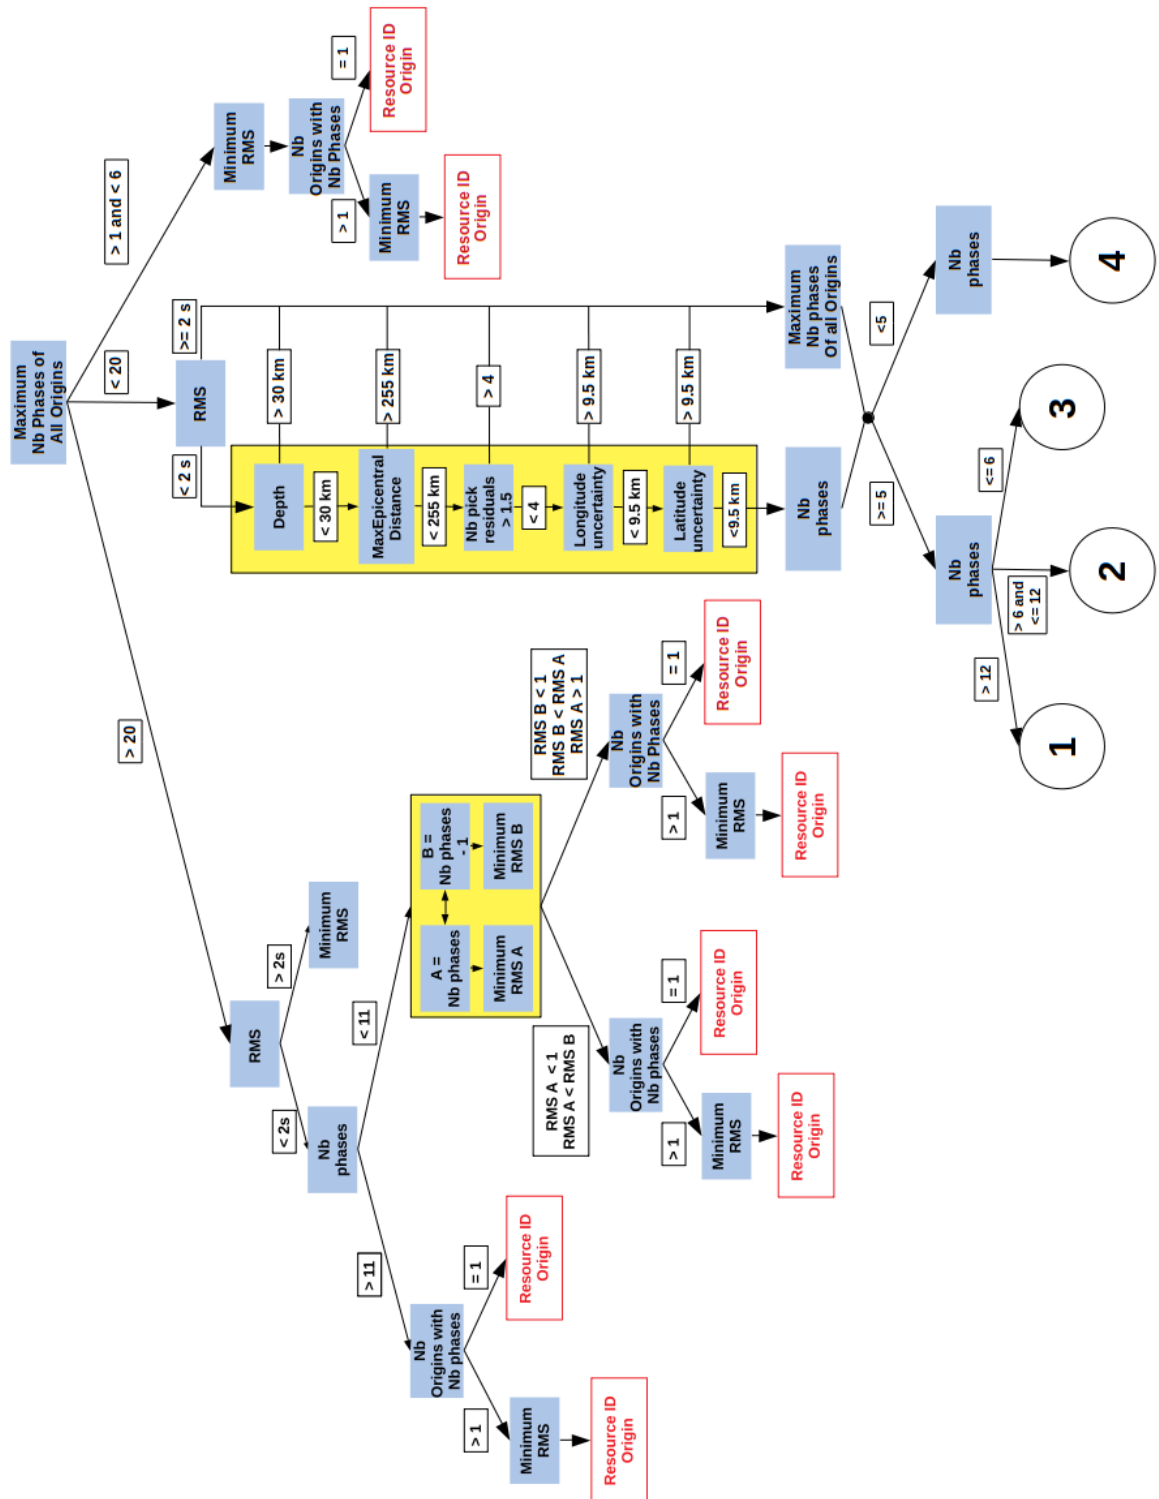 Maximum
Nb Phases of
All Origins
> 20
< 20
> 1 and < 6
RMS
< 2s
> 2s
Nb
phases
Minimum
RMS
> 11
< 11
Nb
Origins with
Nb phases
> 1
= 1
Minimum
RMS
Resource ID
Origin
Resource ID
Origin
A =
Nb phases
B =
Nb phases
- 1
Minimum
RMS A
Minimum
RMS B
RMS A < 1
RMS A < RMS B
RMS B < 1
RMS B < RMS A
RMS A > 1
Nb
Origins with
Nb phases
> 1
= 1
Minimum
RMS
Resource ID
Origin
Resource ID
Origin
Nb
Origins with
Nb Phases
> 1
= 1
Minimum
RMS
Resource ID
Origin
Resource ID
Origin
RMS
< 2 s
>= 2 s
Depth
> 30 km
< 30 km
MaxEpicentral
Distance
> 255 km
< 255 km
Nb pick
residuals
> 1.5
> 4
< 4
Longitude
uncertainty
> 9.5 km
< 9.5 km
Latitude
uncertainty
> 9.5 km
<9.5 km
Nb
phases
Maximum
Nb phases
Of all Origins
>= 5
<5
Nb
phases
Nb
phases
> 12
> 6 and
<= 12
<= 6
1
2
3
4
Minimum
RMS
Nb
Origins with
Nb Phases
> 1
= 1
Minimum
RMS
Resource ID
Origin
Resource ID
Origin